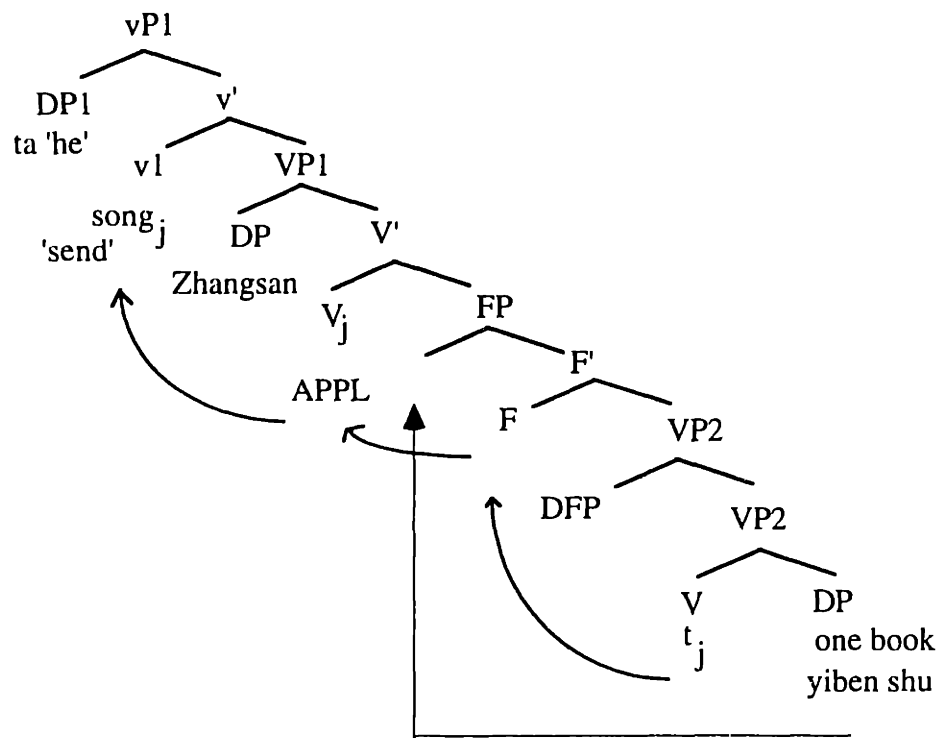 vP1
DP1 v'
ta 'he'
v1 VP1
song j
'send'
DP V'
Zhangsan
V j FP
APPL F'
F VP2
DFP VP2
V DP
t j one book
yiben shu